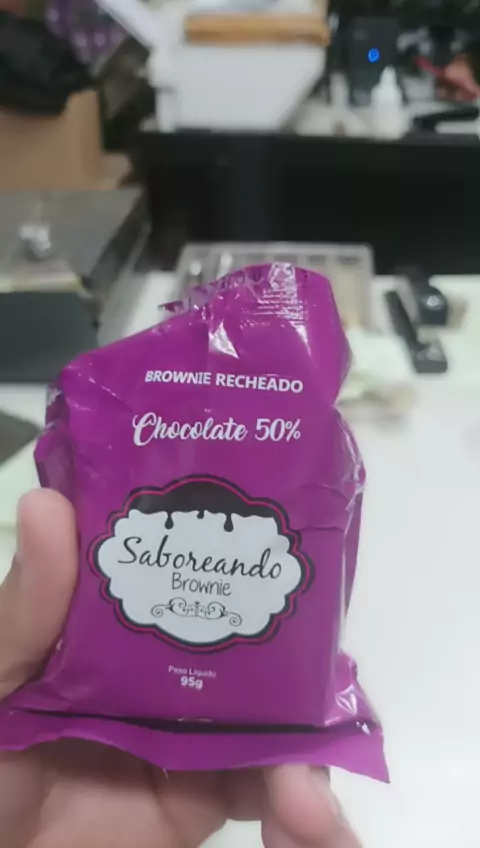 BROWNIE RECHEADO
Chocolate 50%
Saboreando
Brownie
Peso Líquido
95g